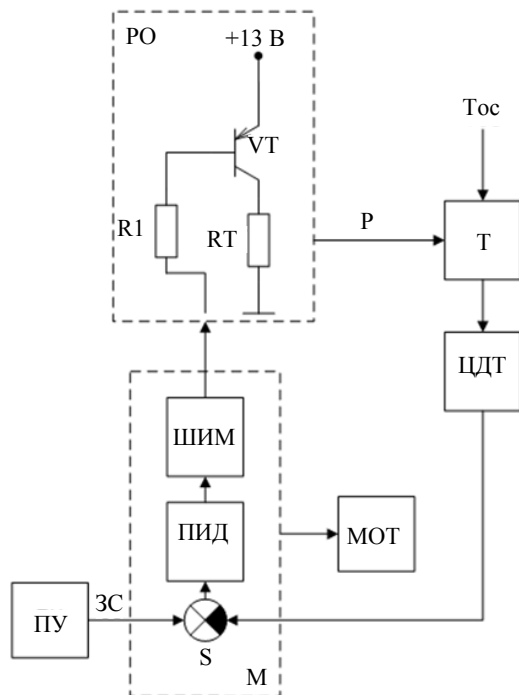 РО
+13 В
VT
R1
RT
Тос
P
Т
ЦДТ
ШИМ
ПИД
МОТ
ПУ
ЗС
S
М